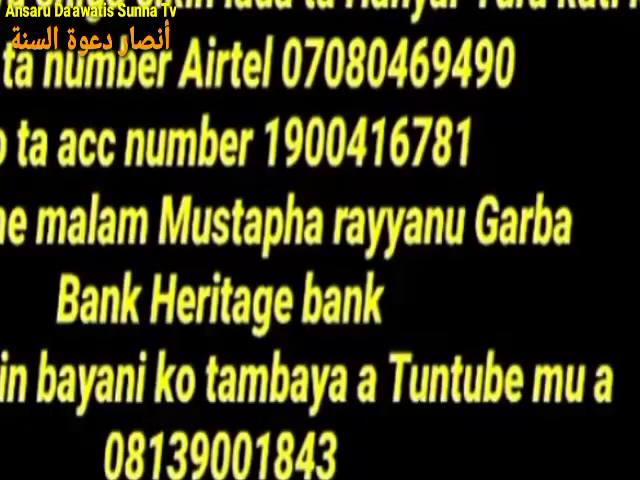 Ansaru Da'awatis Sunna Tv
أنصار دعوة السنة
ta number Airtel 07080469490
ta acc number 1900416781
malam Mustapha rayyanu Garba
Bank Heritage bank
in bayani ko tambaya a Tuntube mu a
08139001843